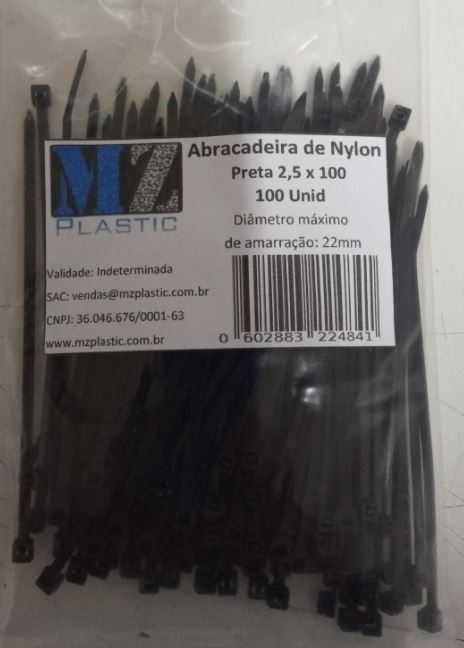 MZ
PLASTIC
Abracadeira de Nylon
Preta 2,5 x 100
100 Unid
Diâmetro máximo
de amarração: 22mm
Validade: Indeterminada
SAC: vendas@mzplastic.com.br
CNPJ: 36.046.676/0001-63
www.mzplastic.com.br
0 602883 224841